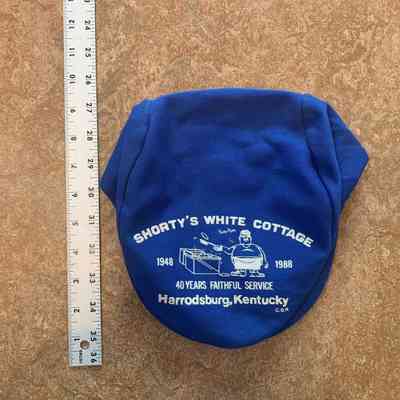 SHORTY'S WHITE COTTAGE
1948 1988
40 YEARS FAITHFUL SERVICE
Harrodsburg, Kentucky